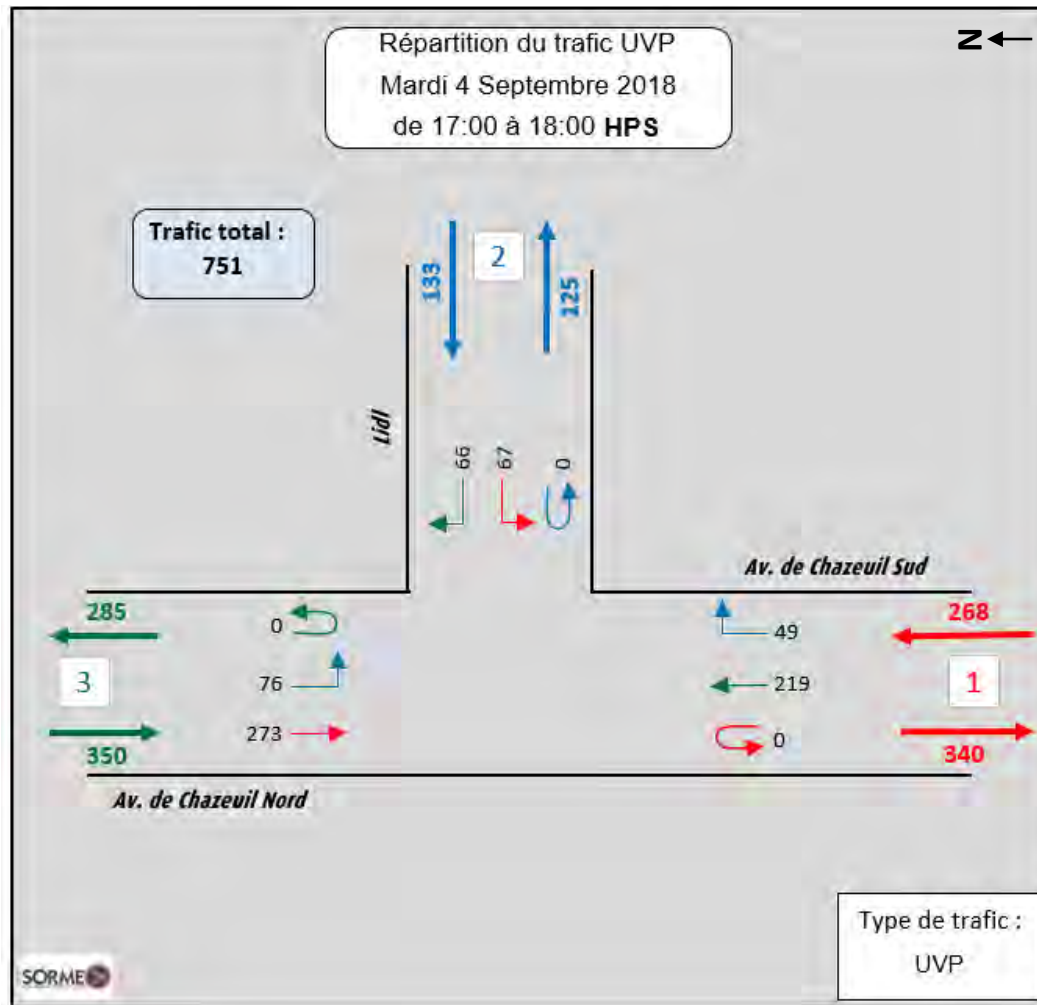 Répartition du trafic UVP
Mardi 4 Septembre 2018
de 17:00 à 18:00 HPS
N
Trafic total :
751
2
133
125
Lidl
66
67
0
Av. de Chazeuil Sud
285
0
49
268
3
76
219
1
350
273
0
340
Av. de Chazeuil Nord
Type de trafic :
UVP
SORME